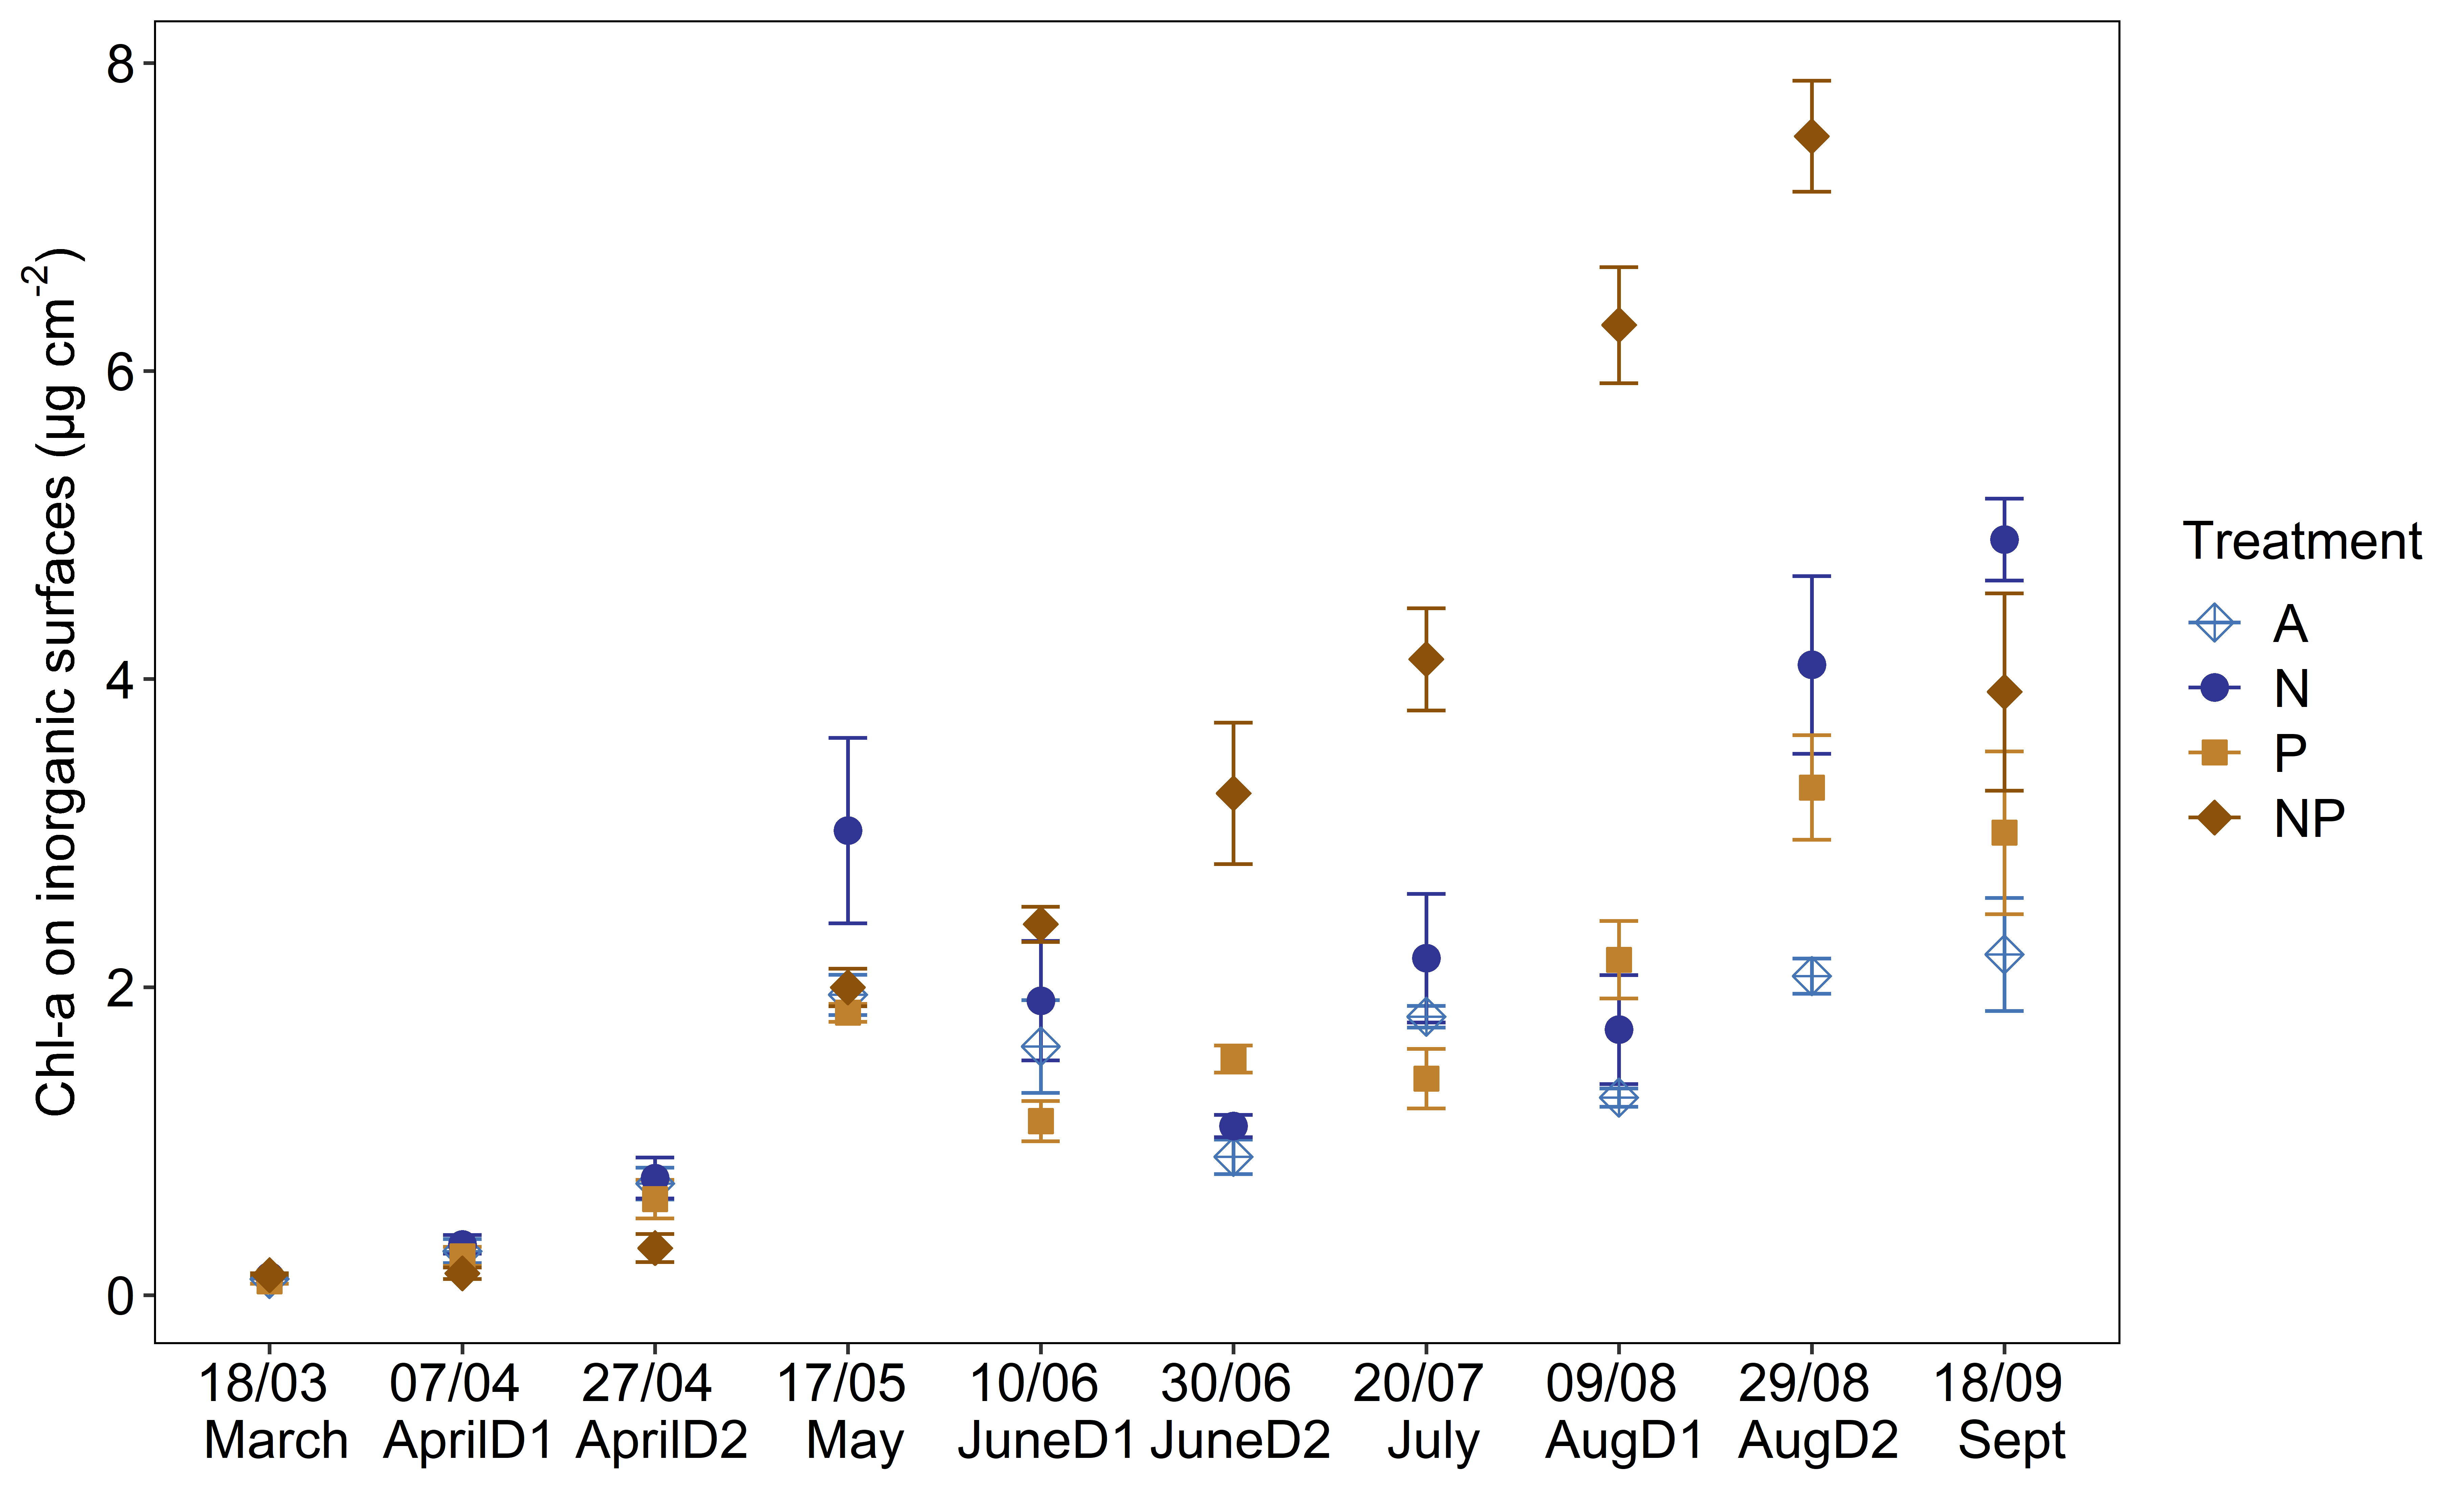 Chl-a on inorganic surfaces (µg cm-2)
8
6
4
2
0
18/03 07/04 27/04 17/05 10/06 30/06 20/07 09/08 29/08 18/09
March AprilD1 AprilD2 May JuneD1 JuneD2 July AugD1 AugD2 Sept
Treatment
A
N
P
NP